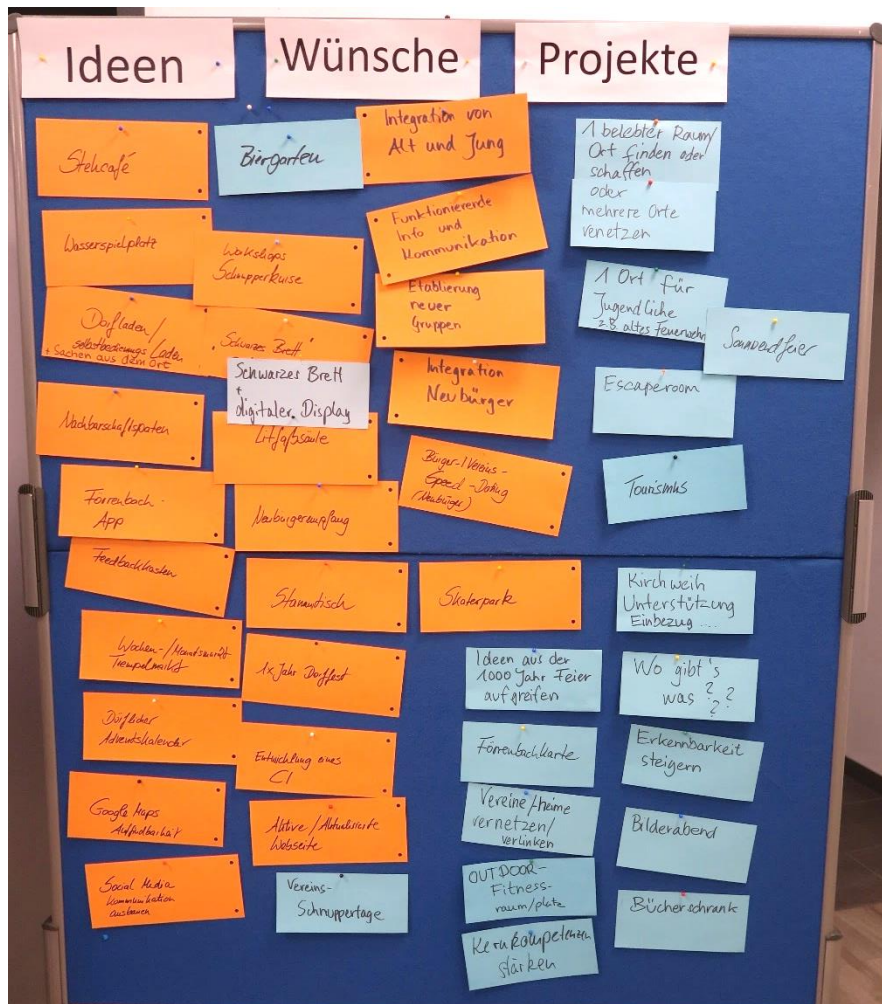 Ideen
Wünsche
Projekte
Stehcafé
Wasserspielplatz
Dorfladen/
selbstbedienungs/Laden
+ Sachen aus dem Ort
Nachbarschaftspaten
Förrenbach
App
Feedbackkasten
Wochen-/Monatsmarkt
Trempelmarkt
Dörflicher
Adventskalender
Google Maps
Auffindbarkeit
Social Media
Kommunikation
ausbauen
Biergarten
Workshops
Schnupperkurse
Schwarzes Brett
Schwarzes Brett
+
digitaler Display
Litfaßsäule
Neubürgerempfang
Stammtisch
1x Jahr Dorffest
Entwicklung eines
CI
Aktive/Aktualisierte
Webseite
Vereins-
Schnuppertage
Integration von
Alt und Jung
Funktionierende
Info und
Kommunikation
Etablierung
neuer
Gruppen
Integration
Neubürger
Bürger-/Vereins-
Speed-Dating
(Neubürger)
Skaterpark
Ideen aus der
1000 Jahr Feier
aufgreifen
Förrenbachkarte
Vereine/-heime
vernetzen/
verlinken
OUTDOOR-
Fitness-
raum/platz
Kernkompetenzen
stärken
1 belebter Raum/
Ort finden oder
schaffen
oder
mehrere Orte
venetzen
1 Ort für
Jugendliche
z.B. altes Feuerwehr
Sonnwendfeier
Escaperoom
Tourismus
Kirchweih
Unterstützung
Einbezug ....
Wo gibt's
was ? ?
?
Erkennbarkeit
steigern
Bilderabend
Bücherschrank